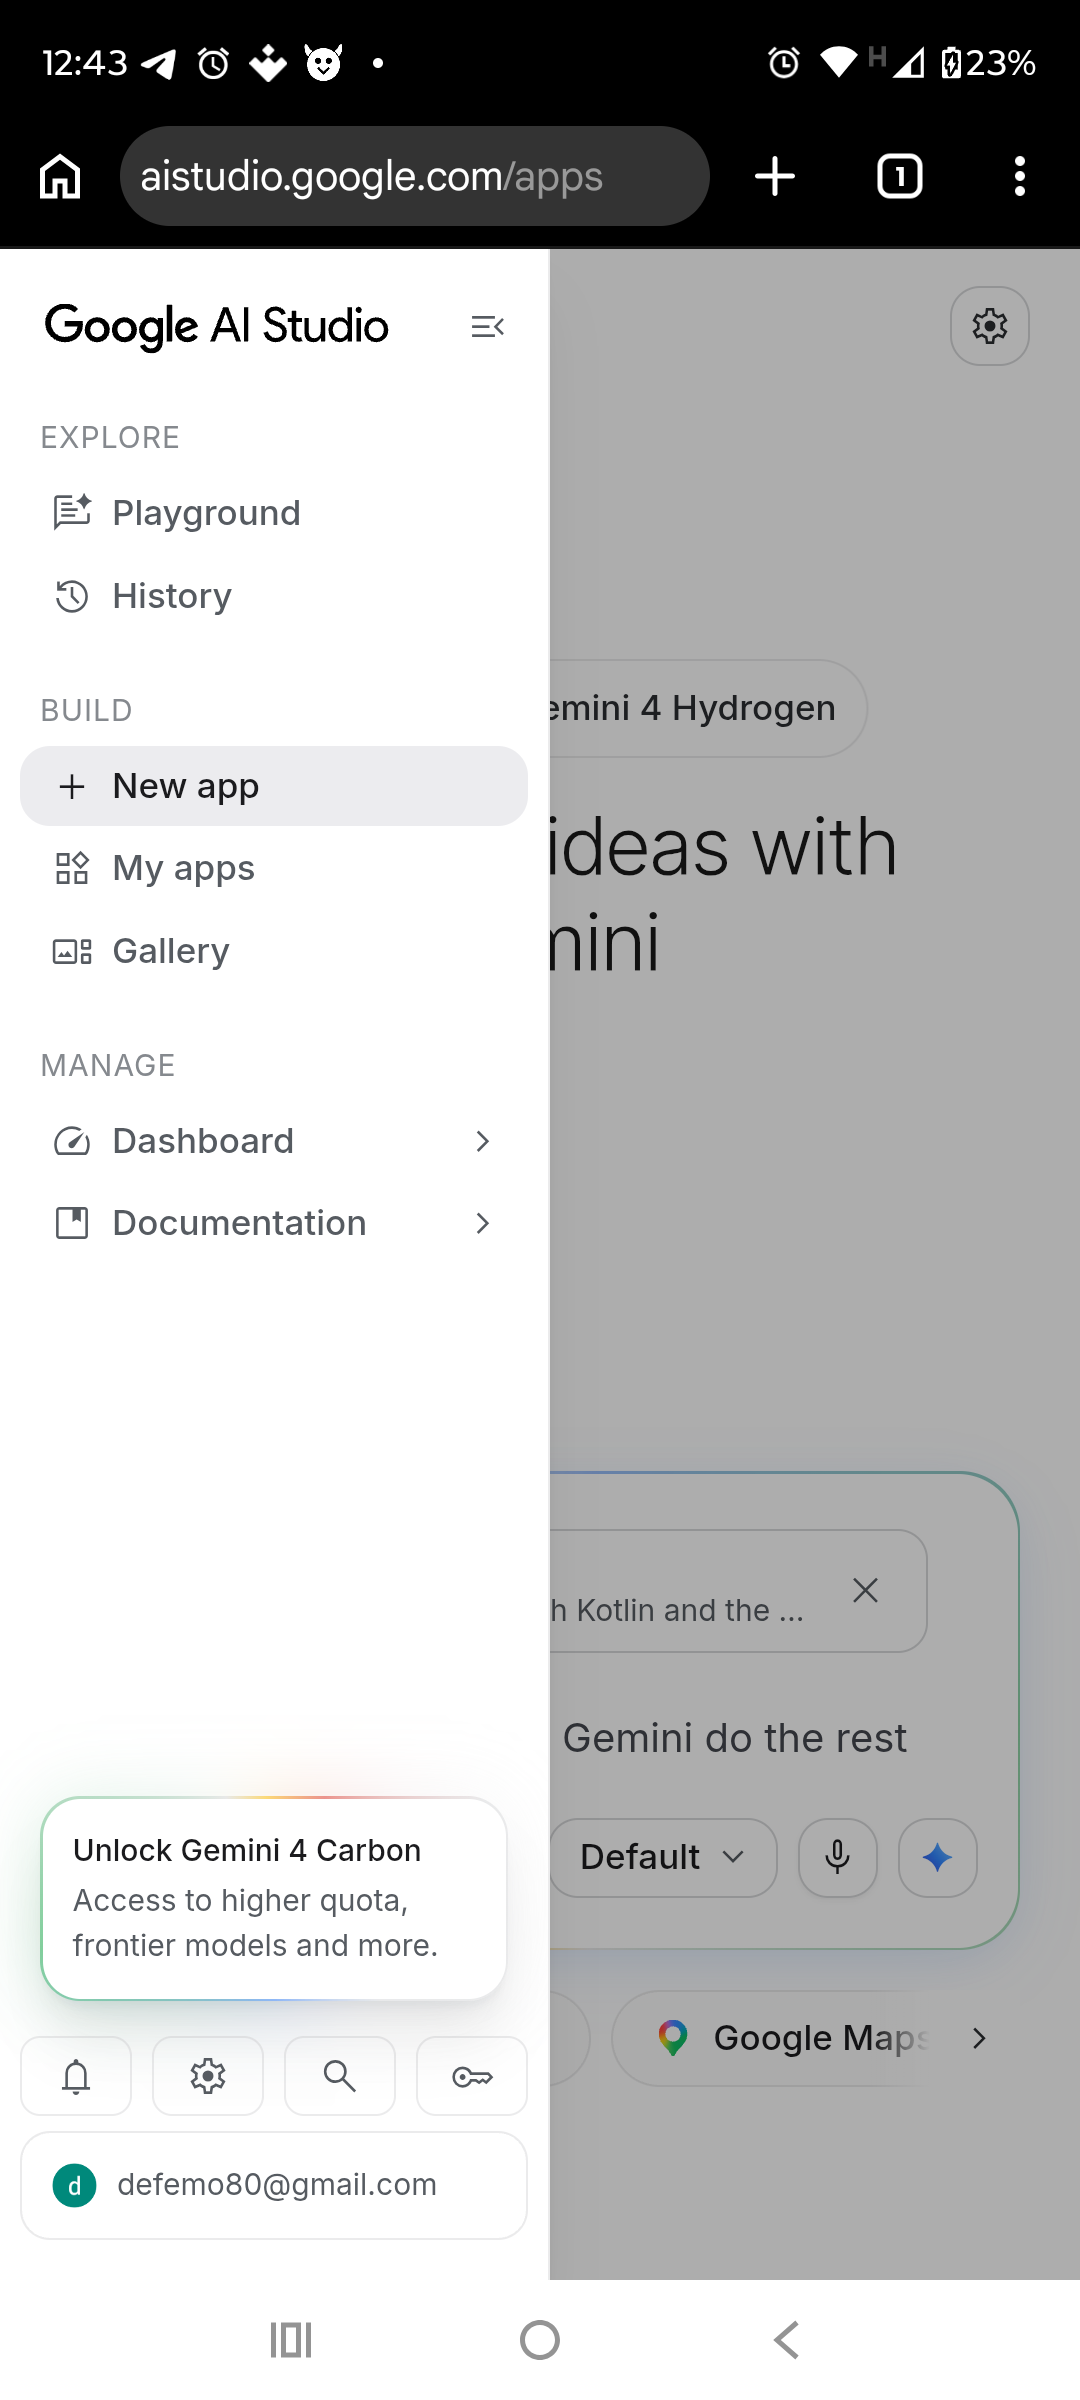 12:43
H
23%
aistudio.google.com/apps
1
Google AI Studio
EXPLORE
Playground
History
BUILD
New app
My apps
Gallery
MANAGE
Dashboard
Documentation
emini 4 Hydrogen
ideas with
mini
h Kotlin and the ...
Gemini do the rest
Default
Google Maps
Unlock Gemini 4 Carbon
Access to higher quota,
frontier models and more.
d
defemo80@gmail.com